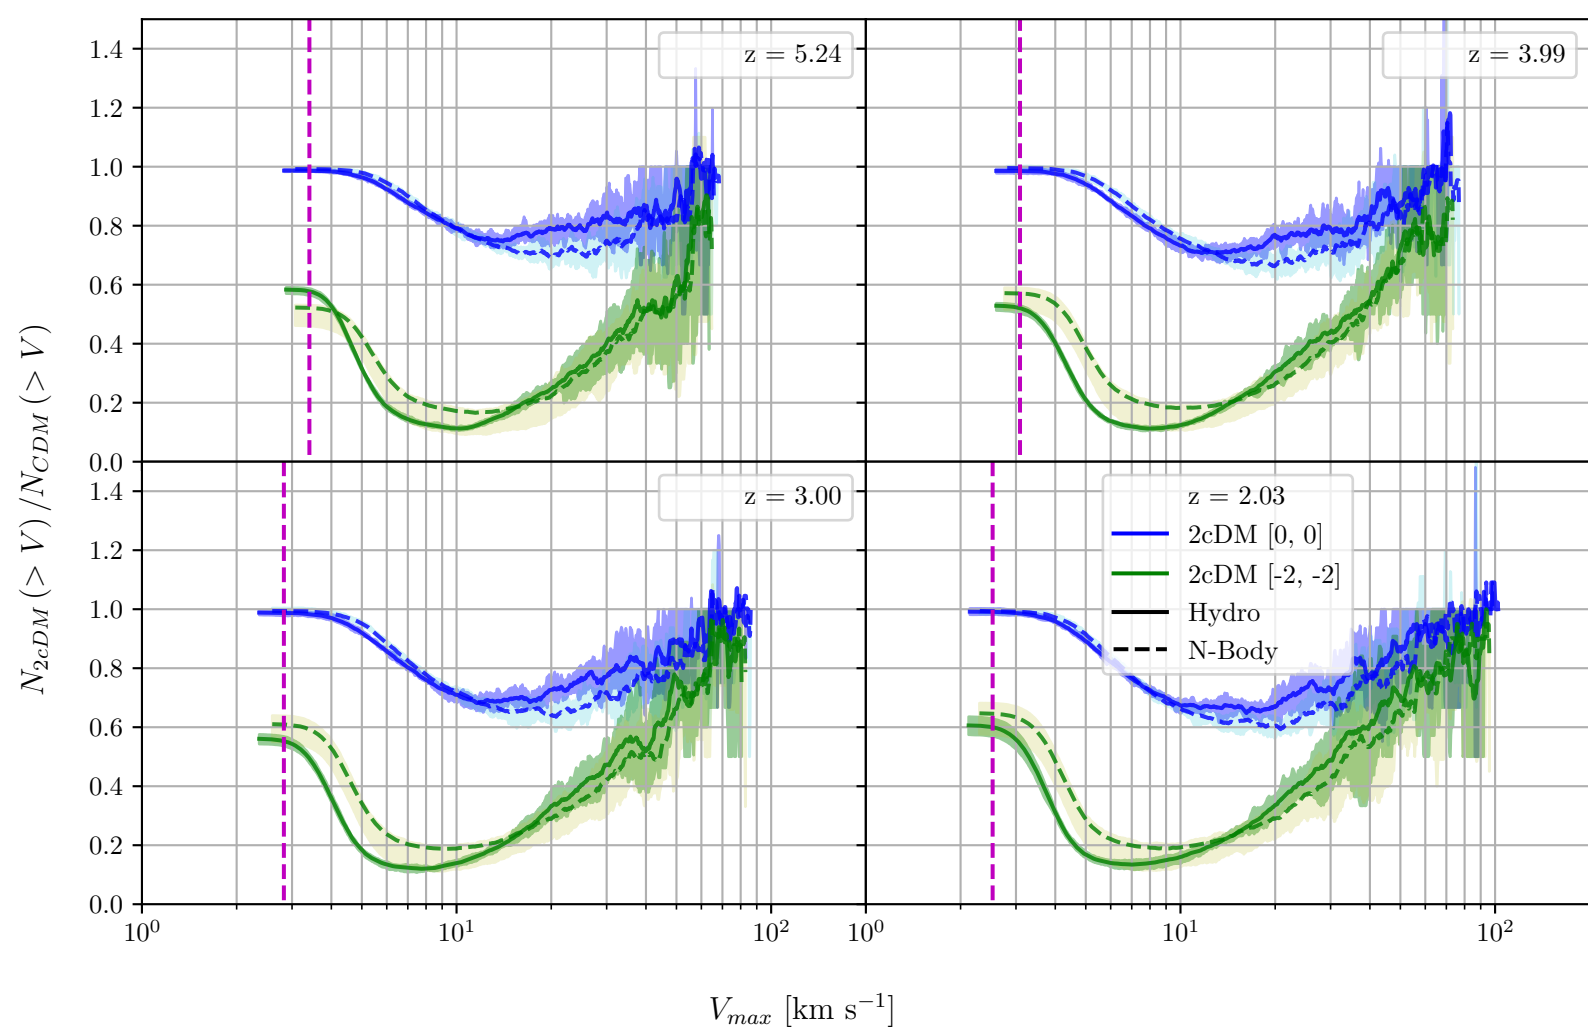 N_{2cDM}(> V)/N_{CDM}(> V)
1.4
1.2
1.0
0.8
0.6
0.4
0.2
0.0
z = 5.24
z = 3.99
1.4
1.2
1.0
0.8
0.6
0.4
0.2
0.0
z = 3.00
z = 2.03
2cDM [0, 0]
2cDM [-2, -2]
Hydro
N-Body
10^0
10^1
10^2
10^0
10^1
10^2
V_{max} [km s^{-1}]